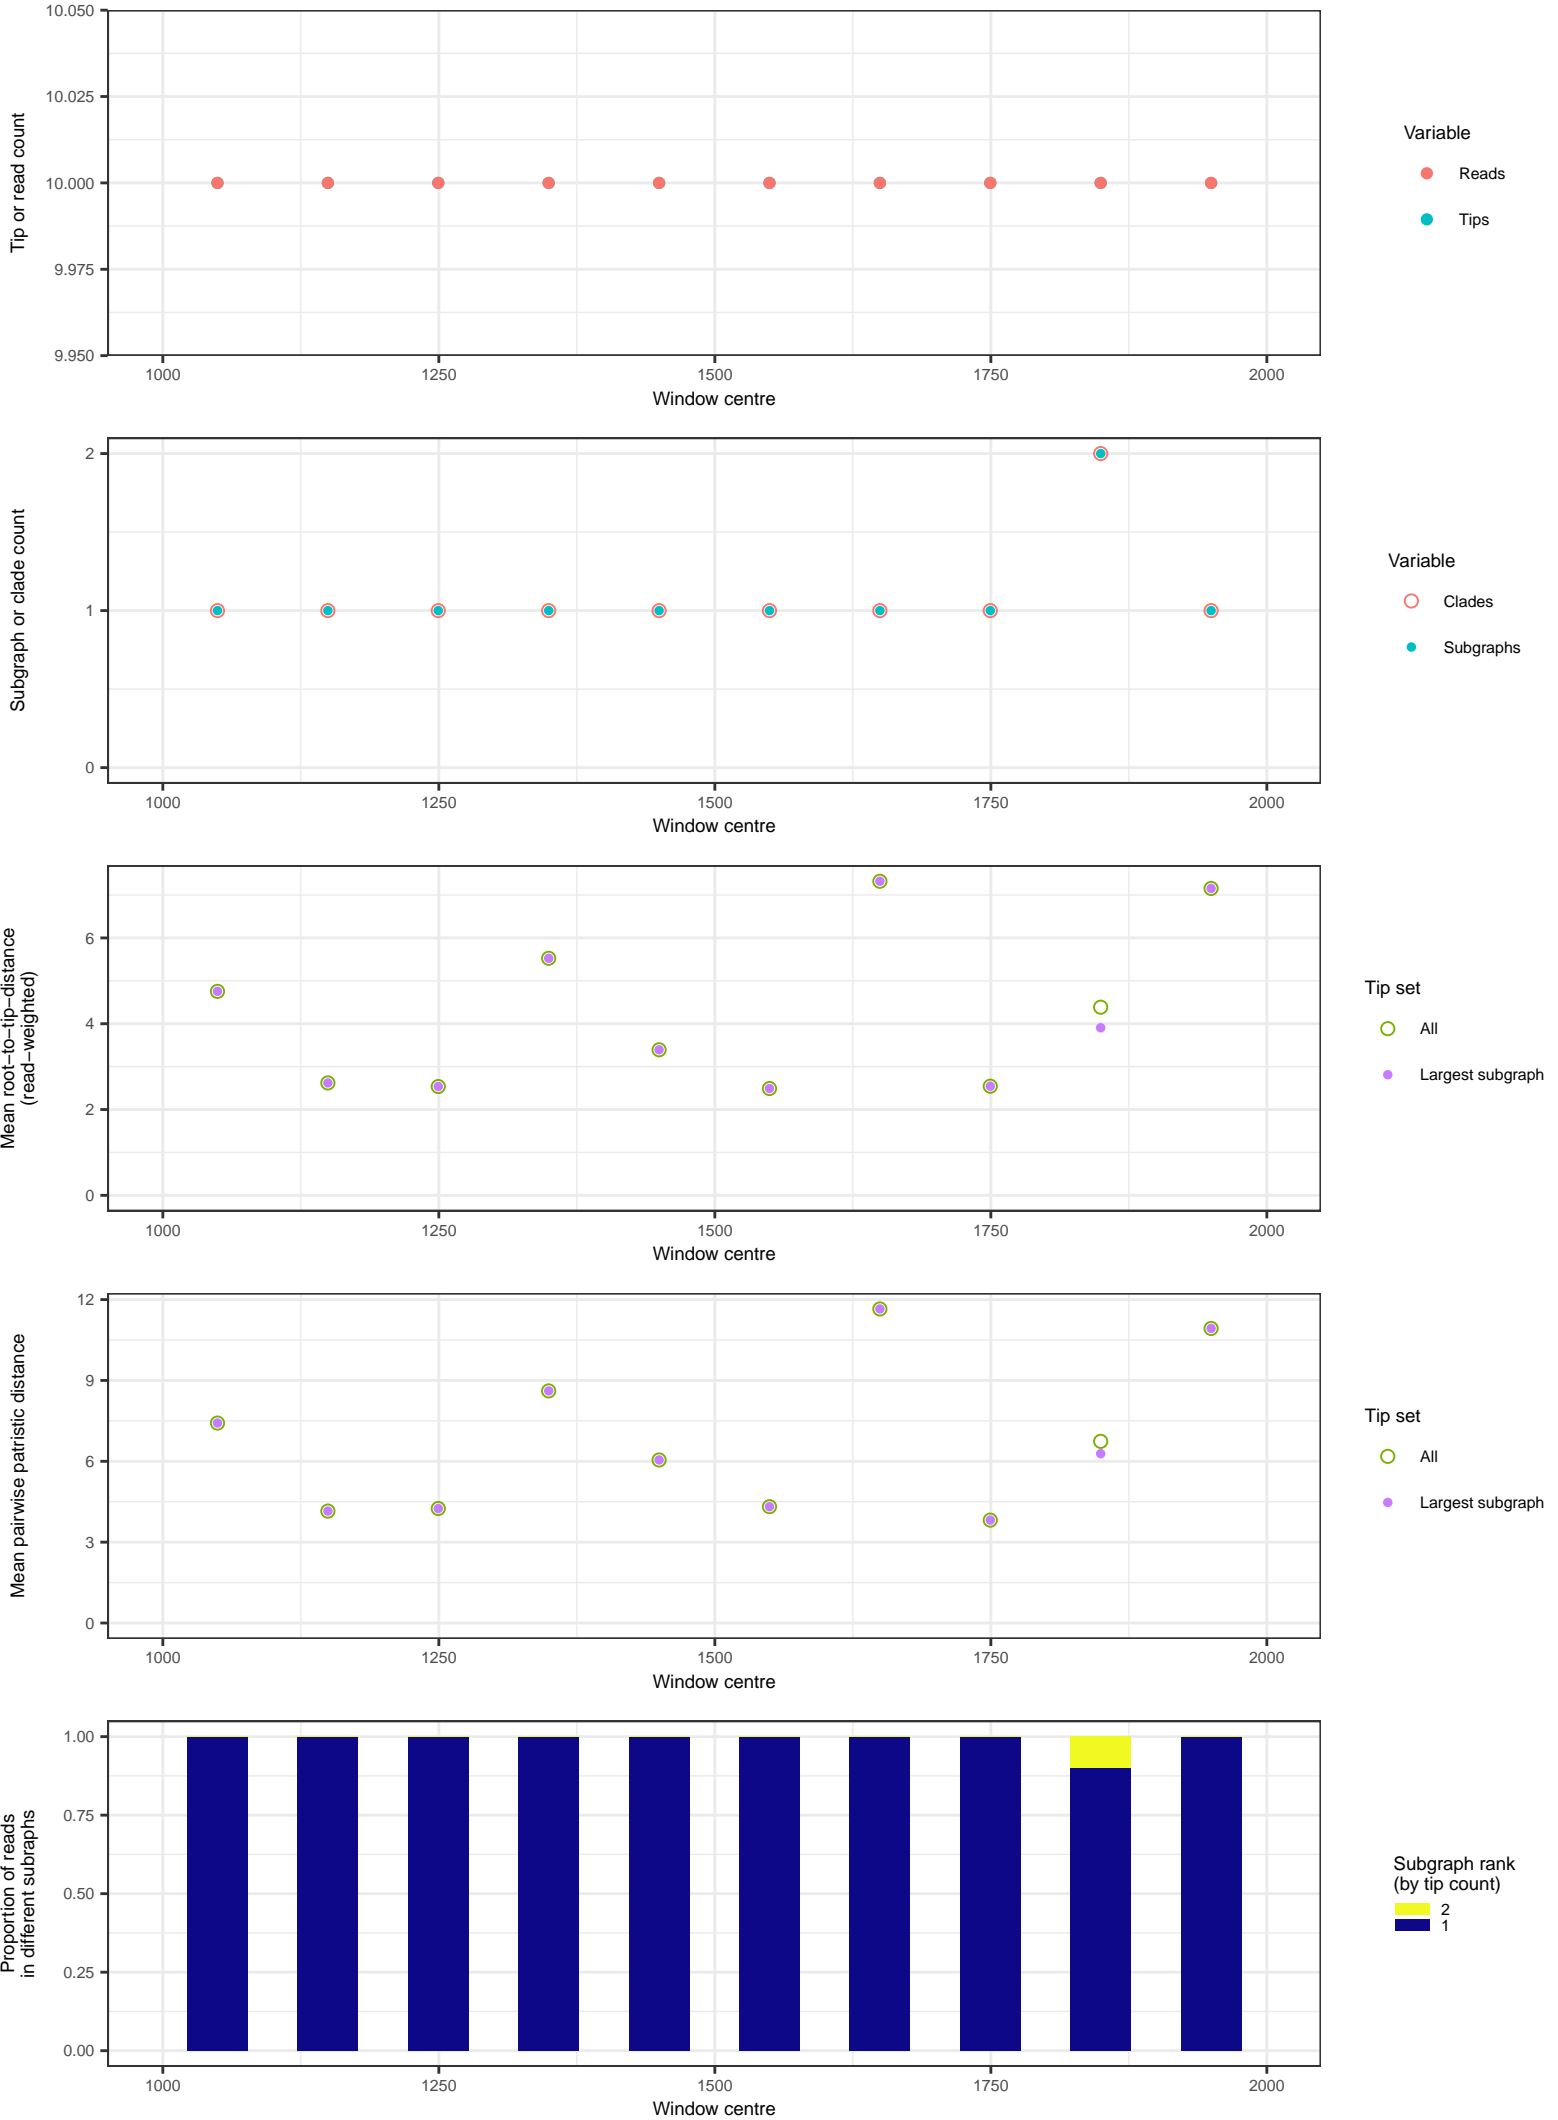 10.050
10.025
10.000
9.975
9.950
Tip or read count
1000 1250 1500 1750 2000
Window centre
Variable
Reads
Tips
2
1
0
Subgraph or clade count
1000 1250 1500 1750 2000
Window centre
Variable
Clades
Subgraphs
6
4
2
0
Mean root−to−tip−distance
(read−weighted)
1000 1250 1500 1750 2000
Window centre
Tip set
All
Largest subgraph
12
9
6
3
0
Mean pairwise patristic distance
1000 1250 1500 1750 2000
Window centre
Tip set
All
Largest subgraph
1.00
0.75
0.50
0.25
0.00
Proportion of reads
in different subraphs
1000 1250 1500 1750 2000
Window centre
Subgraph rank
(by tip count)
2
1